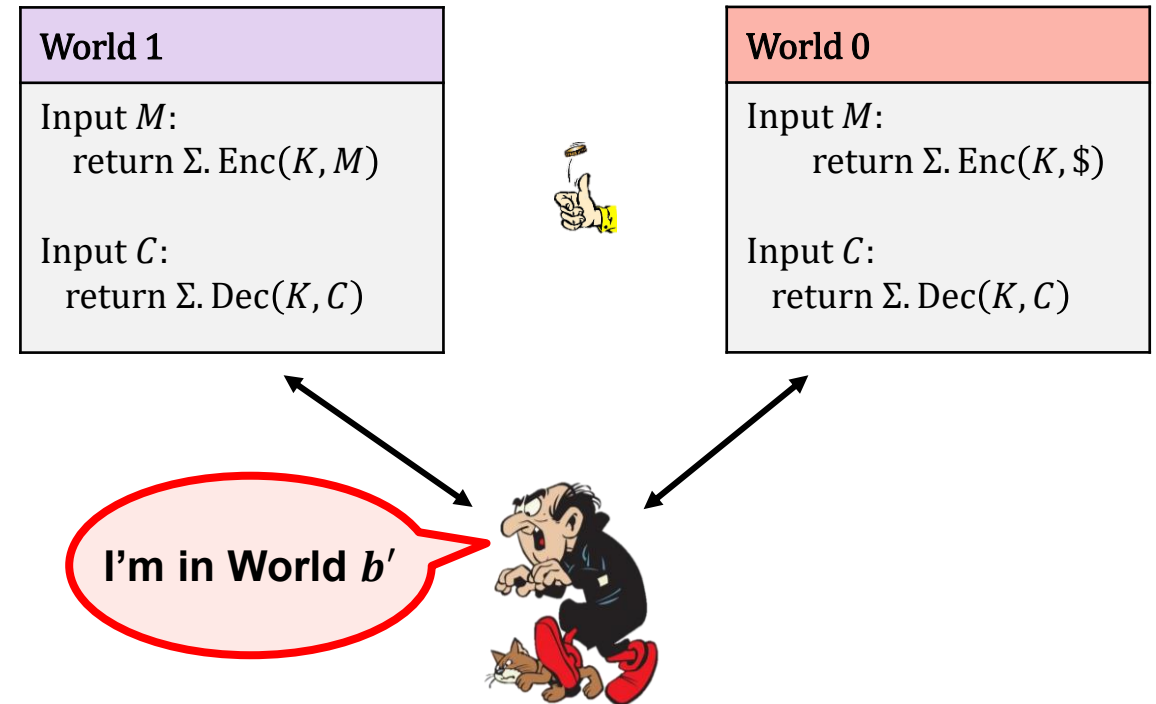 World 1
Input M:
return Σ. Enc(K, M)
Input C:
return Σ. Dec(K, C)
World 0
Input M:
return Σ. Enc(K, $)
Input C:
return Σ. Dec(K, C)
I'm in World b′